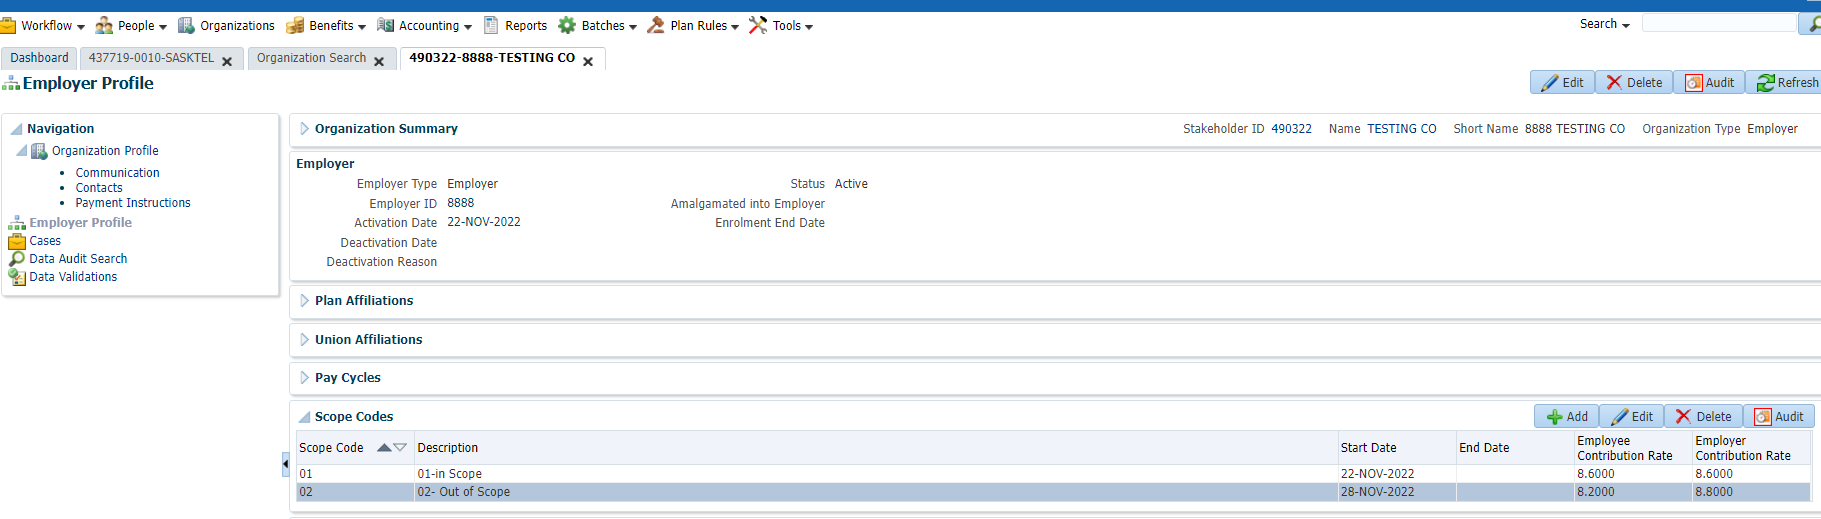 Workflow People Organizations Benefits Accounting Reports Batches Plan Rules Tools Search
Dashboard 437719-0010-SASKTEL Organization Search 490322-8888-TESTING CO
Employer Profile Edit Delete Audit Refresh
Navigation
Organization Profile
Communication
Contacts
Payment Instructions
Employer Profile
Cases
Data Audit Search
Data Validations
Organization Summary Stakeholder ID 490322 Name TESTING CO Short Name 8888 TESTING CO Organization Type Employer
Employer
Employer Type Employer Status Active
Employer ID 8888 Amalgamated into Employer
Activation Date 22-NOV-2022 Enrolment End Date
Deactivation Date
Deactivation Reason
Plan Affiliations
Union Affiliations
Pay Cycles
Scope Codes Add Edit Delete Audit
Scope Code Description Start Date End Date Employee Contribution Rate Employer Contribution Rate
01 01-in Scope 22-NOV-2022 8.6000 8.6000
02 02- Out of Scope 28-NOV-2022 8.2000 8.8000